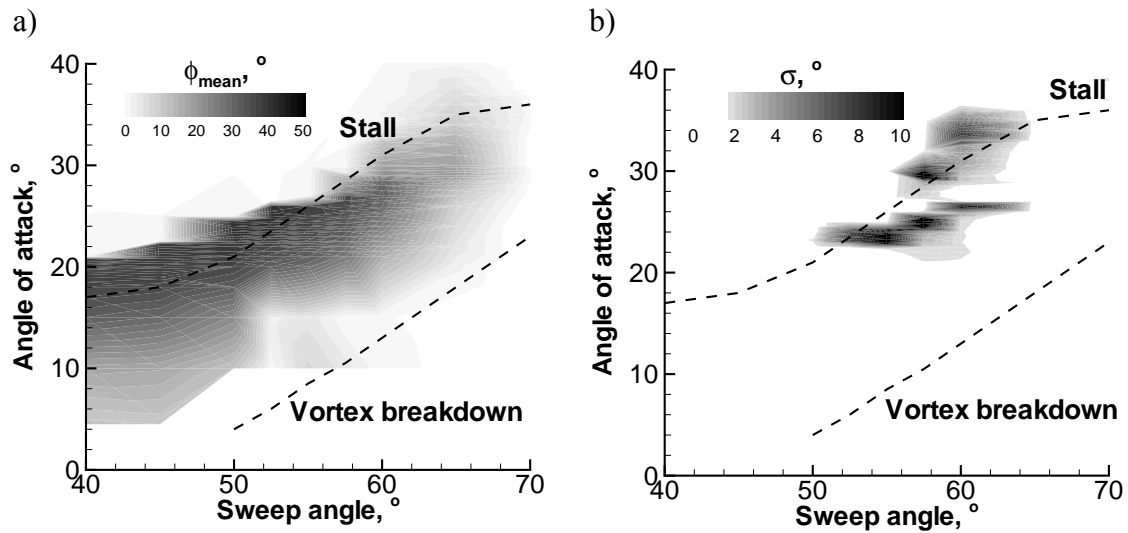 a)
ϕmean, °
0 10 20 30 40 50
Stall
Vortex breakdown
Angle of attack, °
40
30
20
10
0
40 50 60 70
Sweep angle, °
b)
σ, °
0 2 4 6 8 10
Stall
Vortex breakdown
Angle of attack, °
40
30
20
10
0
40 50 60 70
Sweep angle, °